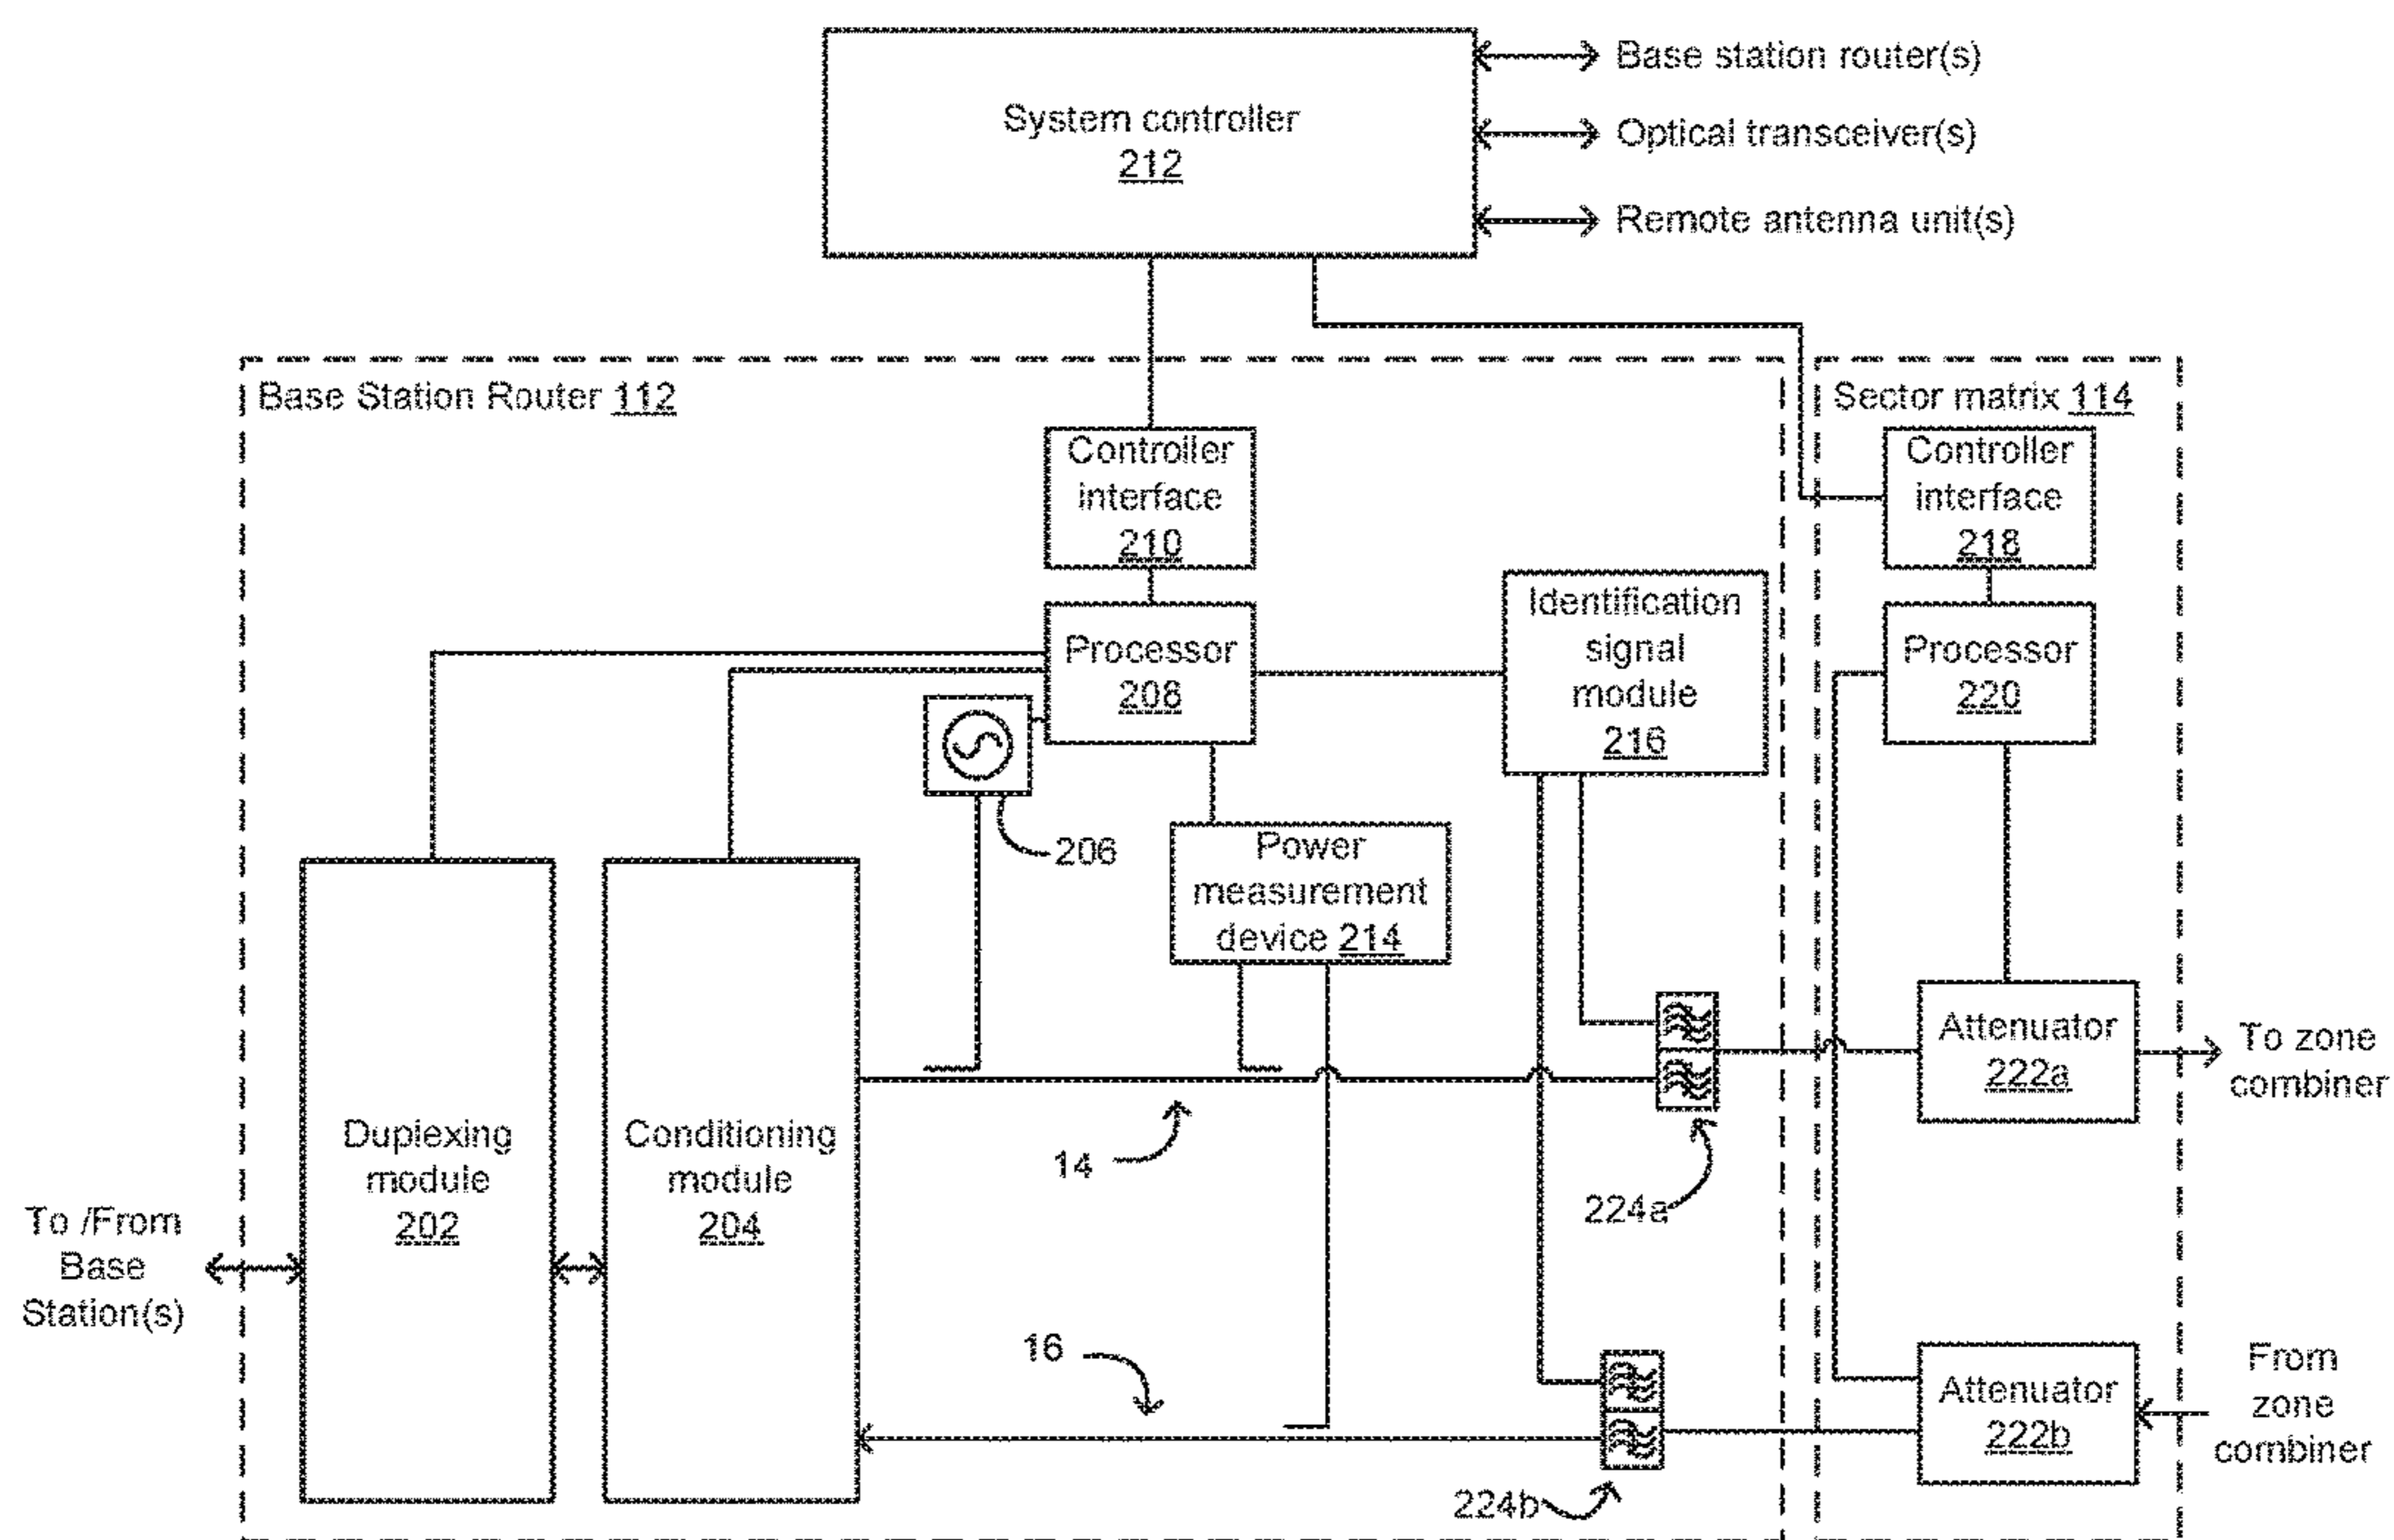 System controller
212
Base station router(s)
Optical transceiver(s)
Remote antenna unit(s)
Base Station Router 112
Sector matrix 114
Controller
interface
210
Controller
interface
218
Processor
208
Identification
signal
module
216
Processor
220
206
Power
measurement
device 214
Duplexing
module
202
Conditioning
module
204
14
224a
Attenuator
222a
To zone
combiner
To /From
Base
Station(s)
16
224b
Attenuator
222b
From
zone
combiner